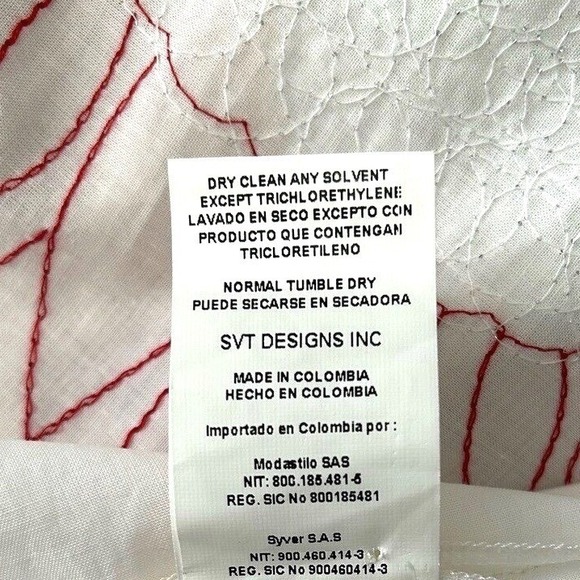 DRY CLEAN ANY SOLVENT
EXCEPT TRICHLORETHYLENE
LAVADO EN SECO EXCEPTO CON
PRODUCTO QUE CONTENGAN
TRICLORETILENO
NORMAL TUMBLE DRY
PUEDE SECARSE EN SECADORA
SVT DESIGNS INC
MADE IN COLOMBIA
HECHO EN COLOMBIA
Importado en Colombia por :
Modastilo SAS
NIT: 800.185.481-5
REG. SIC No 800185481
Syver S.A.S
NIT: 900.460.414-3
REG. SIC No 900460414-3